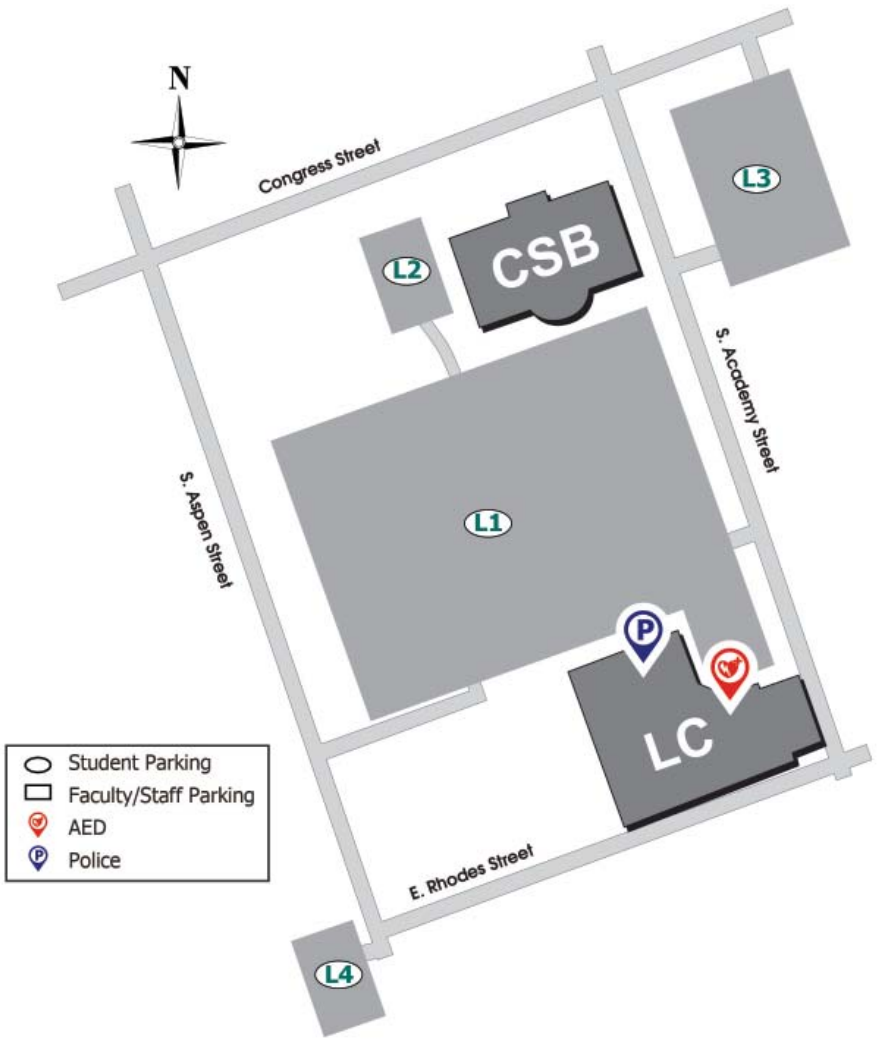 N
Congress Street
L3
CSB
L2
S. Academy Street
S. Aspen Street
L1
P
LC
Student Parking
Faculty/Staff Parking
AED
P
Police
E. Rhodes Street
L4